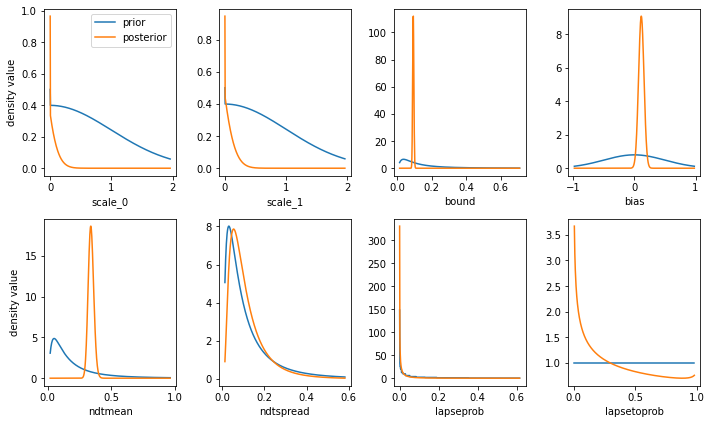 1.0
0.8
0.6
0.4
0.2
0.0
density value
prior
posterior
0 1 2
scale_0
0.8
0.6
0.4
0.2
0.0
0 1 2
scale_1
100
80
60
40
20
0
0.0 0.2 0.4 0.6
bound
8
6
4
2
0
−1 0 1
bias
15
10
5
0
density value
0.0 0.5 1.0
ndtmean
8
6
4
2
0
0.0 0.2 0.4 0.6
ndtspread
300
250
200
150
100
50
0
0.0 0.2 0.4 0.6
lapseprob
3.5
3.0
2.5
2.0
1.5
1.0
0.0 0.5 1.0
lapsetoprob